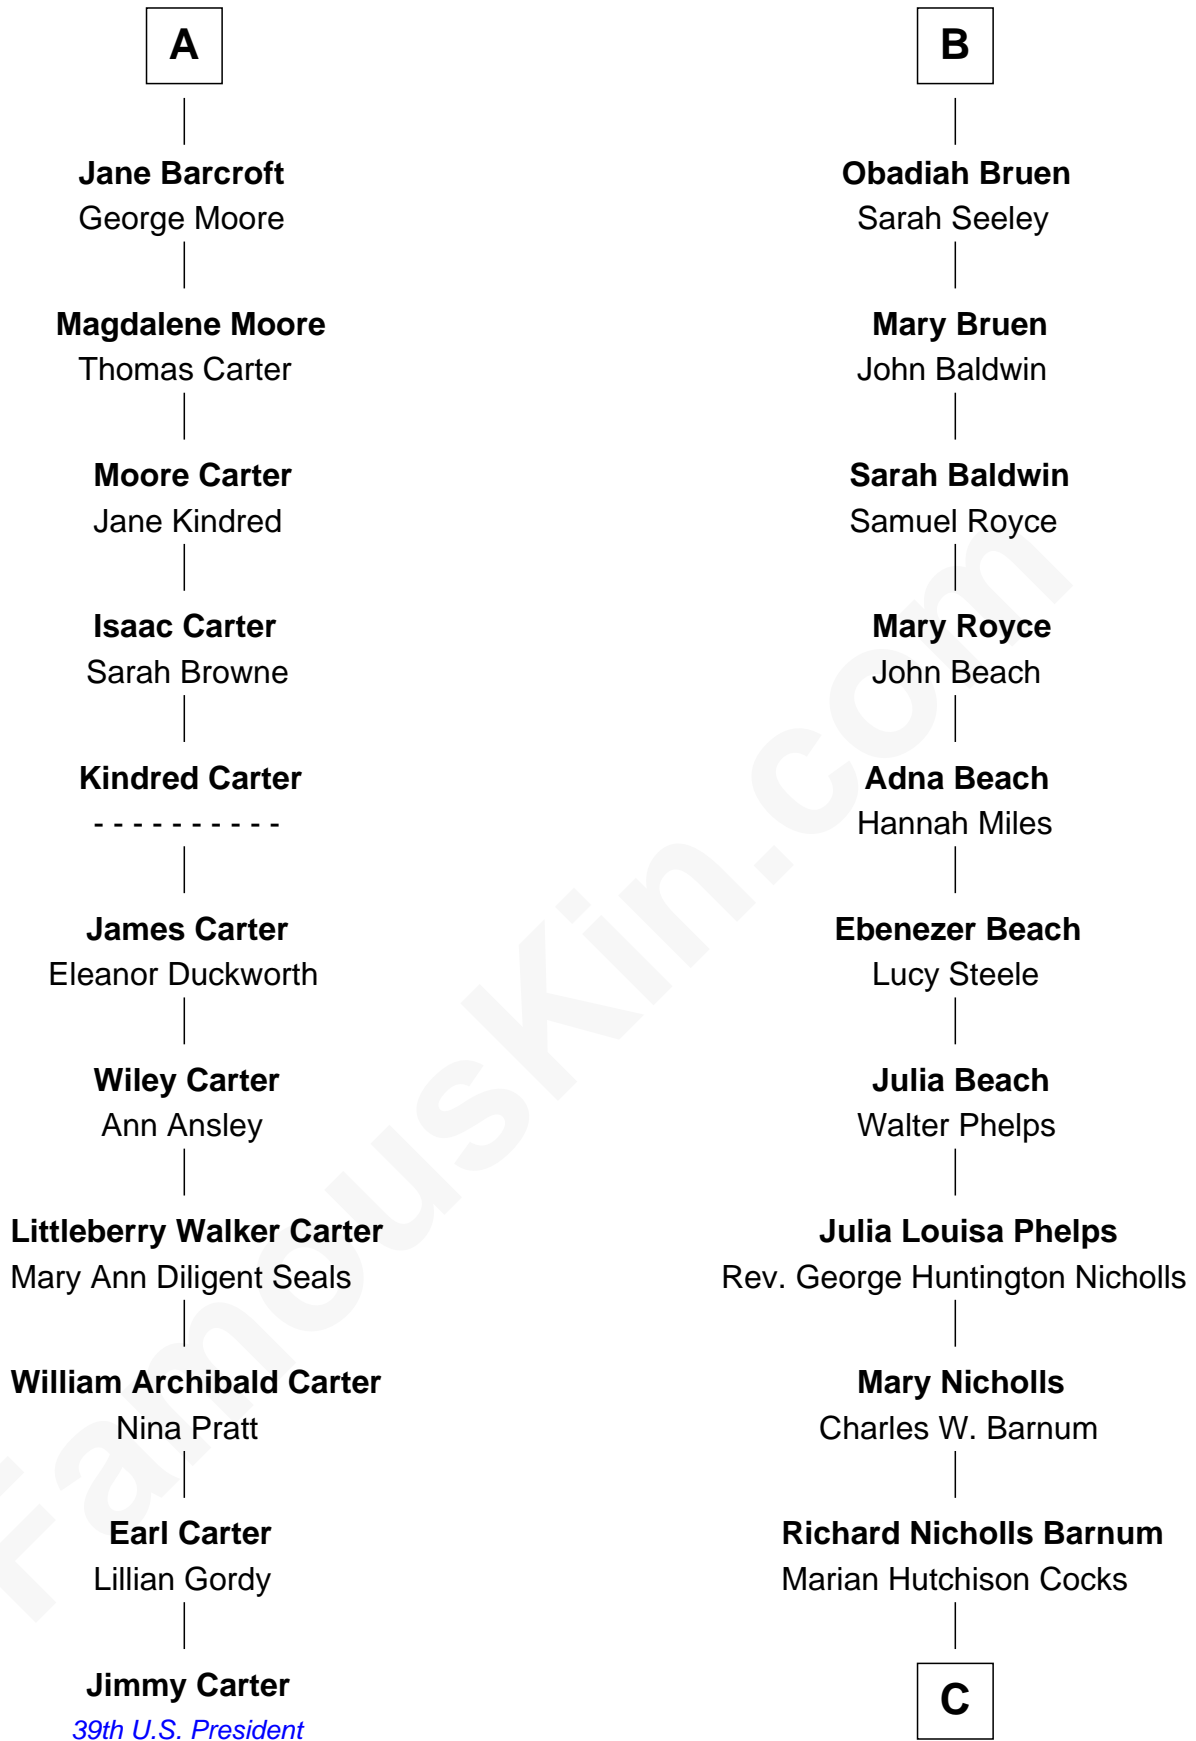 A
Jane Barcroft
George Moore
Magdalene Moore
Thomas Carter
Moore Carter
Jane Kindred
Isaac Carter
Sarah Browne
Kindred Carter
- - - - - - - - - -
James Carter
Eleanor Duckworth
Wiley Carter
Ann Ansley
Littleberry Walker Carter
Mary Ann Diligent Seals
William Archibald Carter
Nina Pratt
Earl Carter
Lillian Gordy
Jimmy Carter
39th U.S. President
B
Obadiah Bruen
Sarah Seeley
Mary Bruen
John Baldwin
Sarah Baldwin
Samuel Royce
Mary Royce
John Beach
Adna Beach
Hannah Miles
Ebenezer Beach
Lucy Steele
Julia Beach
Walter Phelps
Julia Louisa Phelps
Rev. George Huntington Nicholls
Mary Nicholls
Charles W. Barnum
Richard Nicholls Barnum
Marian Hutchison Cocks
C
FamousKin.com